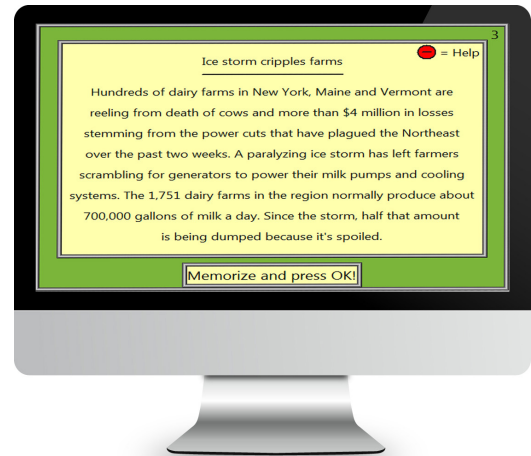 3
= Help
Ice storm cripples farms
Hundreds of dairy farms in New York, Maine and Vermont are
reeling from death of cows and more than $4 million in losses
stemming from the power cuts that have plagued the Northeast
over the past two weeks. A paralyzing ice storm has left farmers
scrambling for generators to power their milk pumps and cooling
systems. The 1,751 dairy farms in the region normally produce about
700,000 gallons of milk a day. Since the storm, half that amount
is being dumped because it's spoiled.
Memorize and press OK!